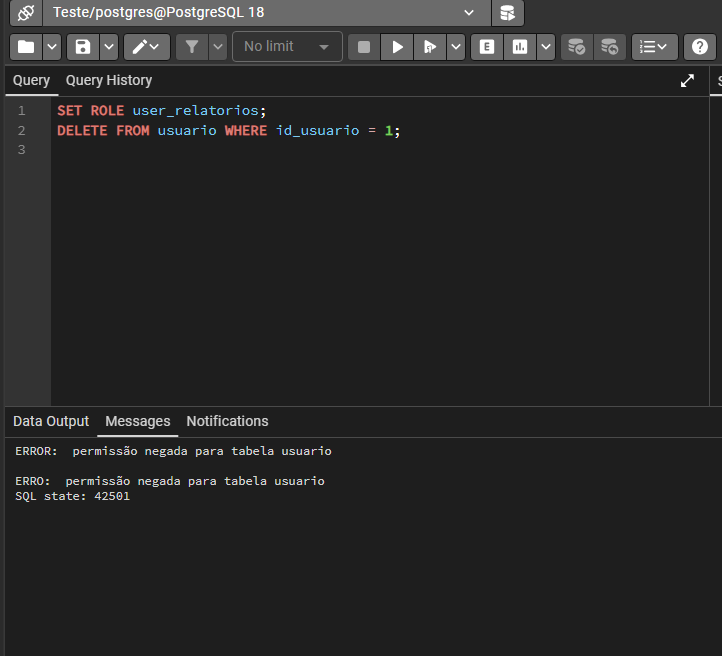 Teste/postgres@PostgreSQL 18
No limit
E
Query Query History
1 SET ROLE user_relatorios;
2 DELETE FROM usuario WHERE id_usuario = 1;
3
Data Output Messages Notifications
ERROR:  permissão negada para tabela usuario
ERRO:  permissão negada para tabela usuario
SQL state: 42501